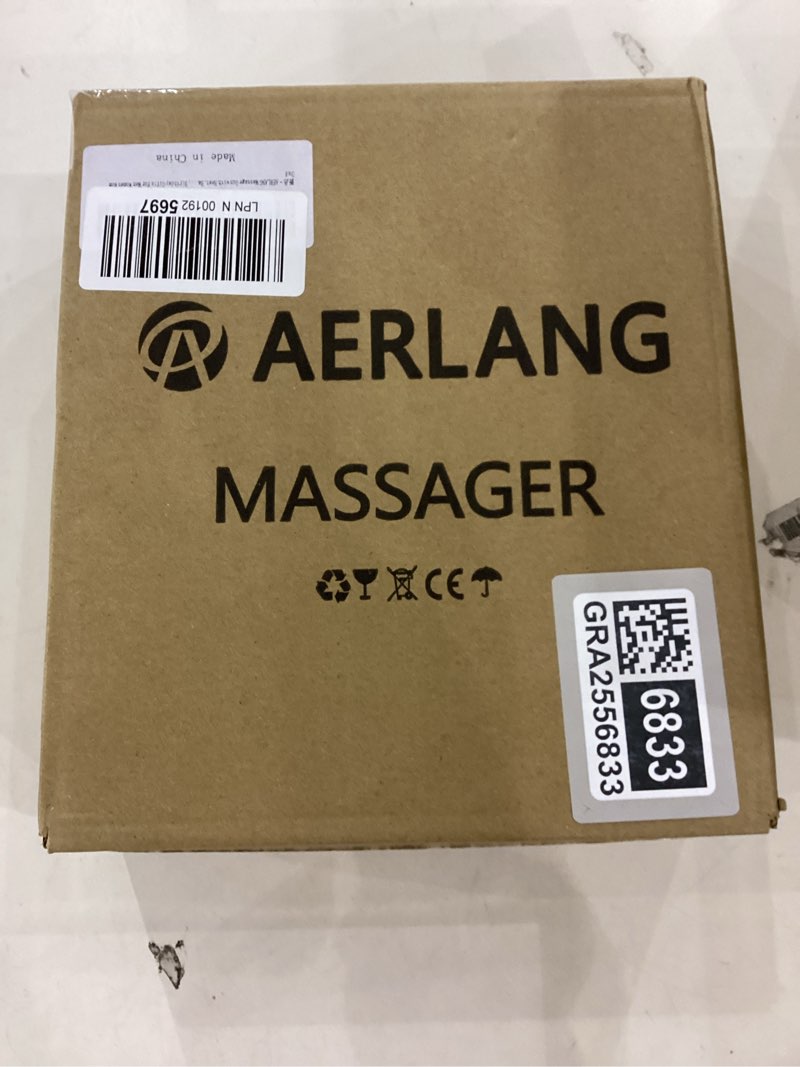 Made in China
LPN N 00192 5697
AERLANG
MASSAGER
CE
GRA2556833
6833